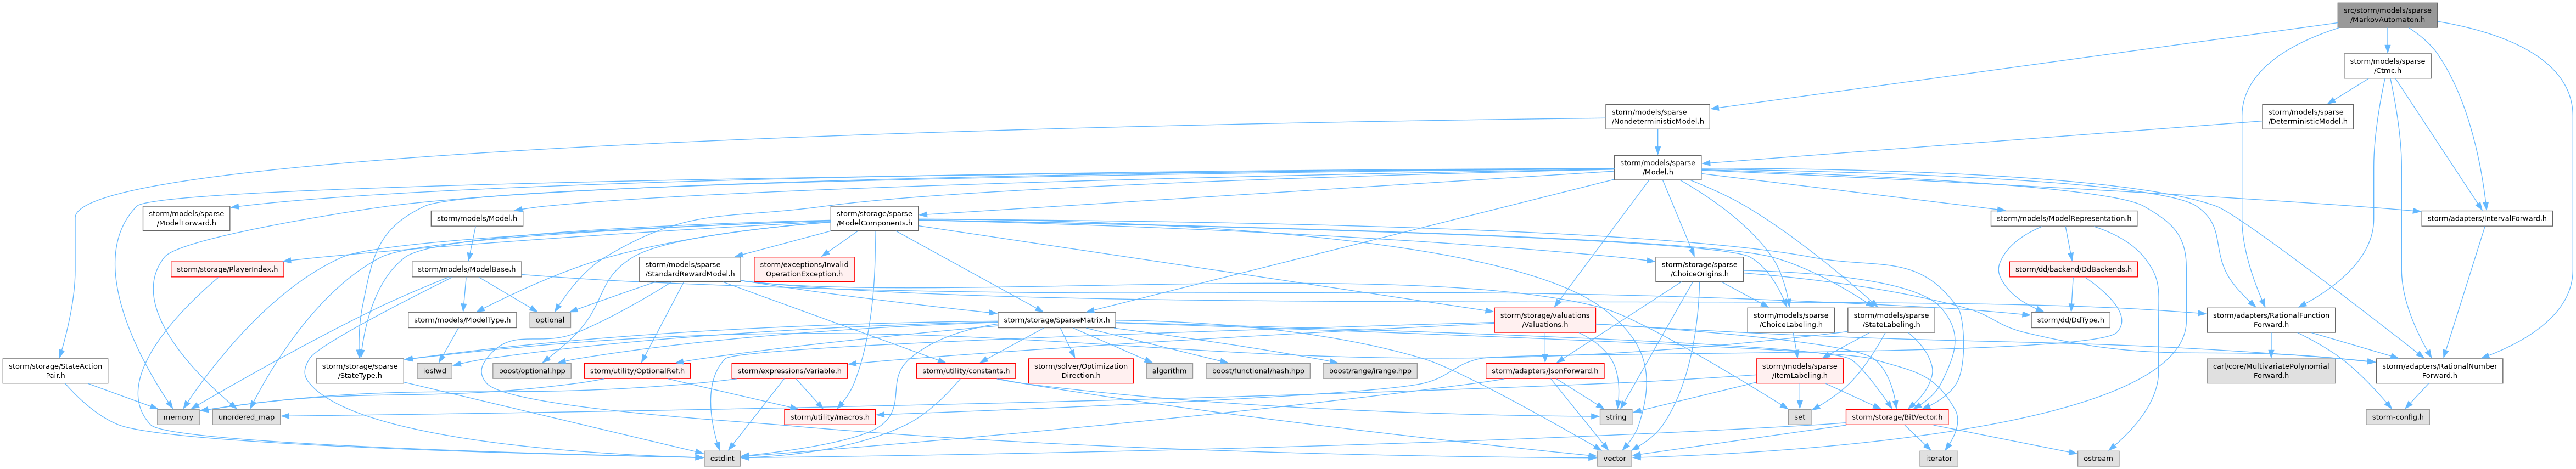 src/storm/models/sparse
/MarkovAutomaton.h
storm/models/sparse
/Ctmc.h
storm/models/sparse
/NondeterministicModel.h
storm/models/sparse
/DeterministicModel.h
storm/models/sparse
/Model.h
storm/models/sparse
/ModelForward.h
storm/models/Model.h
storm/storage/sparse
/ModelComponents.h
storm/models/ModelRepresentation.h
storm/adapters/IntervalForward.h
storm/storage/PlayerIndex.h
storm/models/ModelBase.h
storm/models/sparse
/StandardRewardModel.h
storm/exceptions/Invalid
OperationException.h
storm/storage/sparse
/ChoiceOrigins.h
storm/dd/backend/DdBackends.h
storm/models/ModelType.h
optional
storm/storage/SparseMatrix.h
storm/storage/valuations
/Valuations.h
storm/models/sparse
/ChoiceLabeling.h
storm/models/sparse
/StateLabeling.h
storm/dd/DdType.h
storm/adapters/RationalFunction
Forward.h
storm/storage/StateAction
Pair.h
storm/storage/sparse
/StateType.h
iosfwd
boost/optional.hpp
storm/utility/OptionalRef.h
storm/expressions/Variable.h
storm/utility/constants.h
storm/solver/Optimization
Direction.h
algorithm
boost/functional/hash.hpp
boost/range/irange.hpp
storm/adapters/JsonForward.h
storm/models/sparse
/ItemLabeling.h
carl/core/MultivariatePolynomial
Forward.h
storm/adapters/RationalNumber
Forward.h
memory
unordered_map
storm/utility/macros.h
string
set
storm/storage/BitVector.h
storm-config.h
cstdint
vector
iterator
ostream